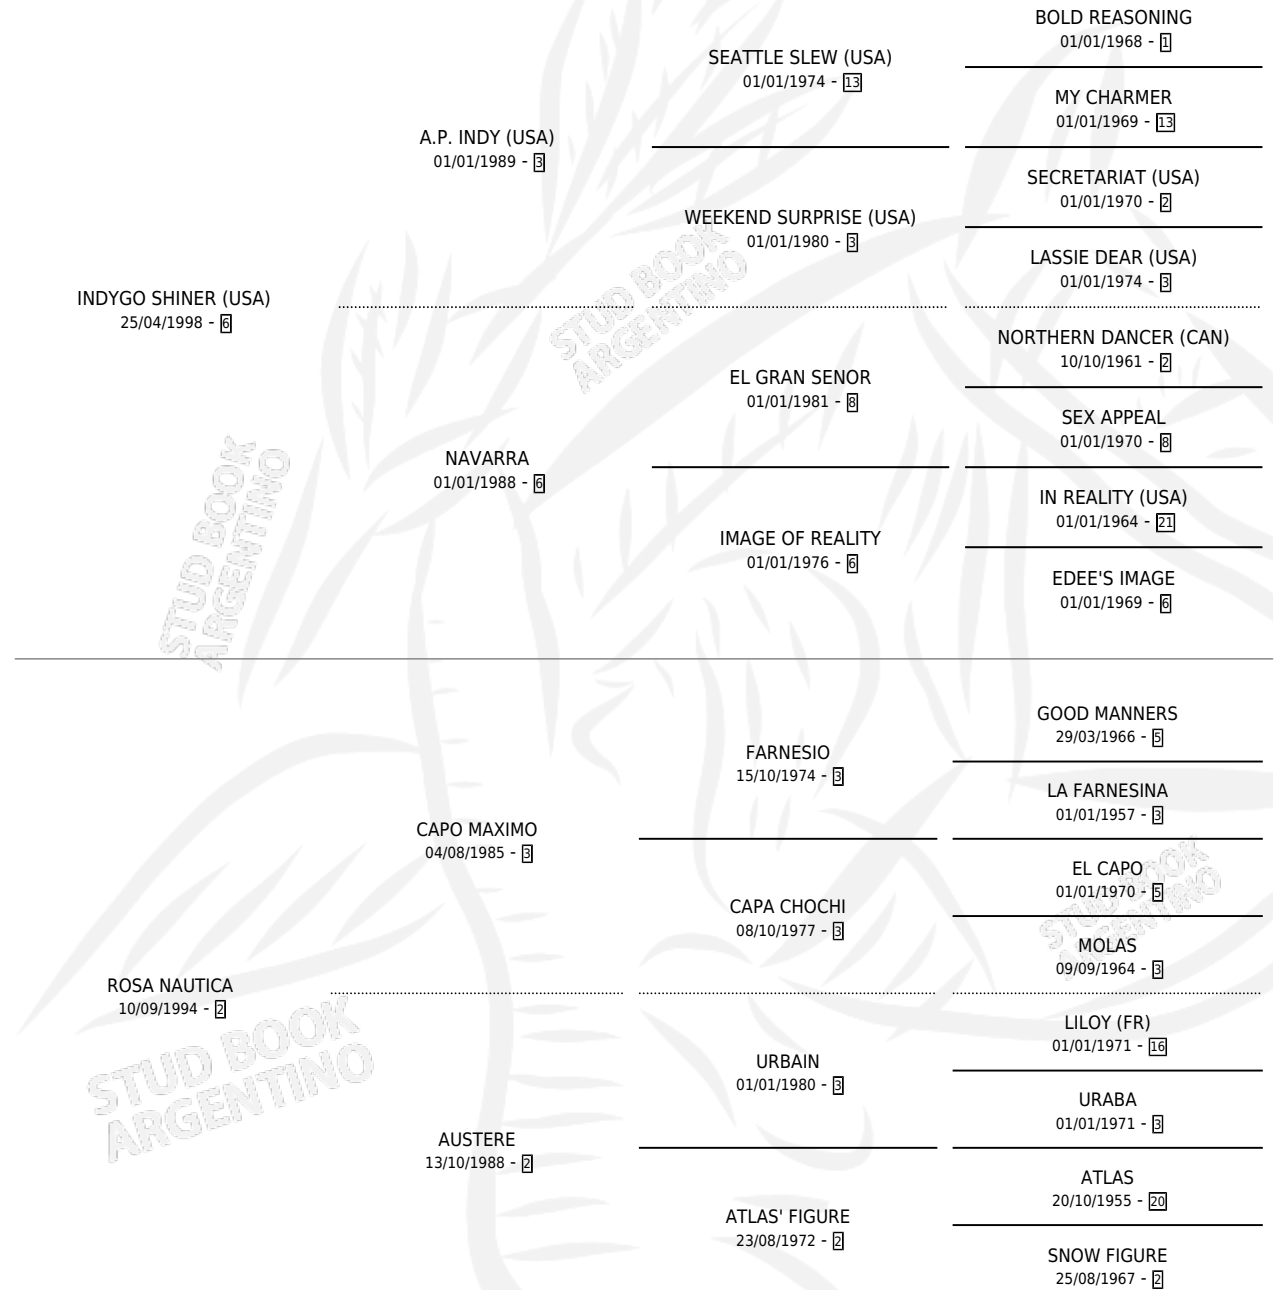 BOLD REASONING
01/01/1968 - 1
SEATTLE SLEW (USA)
01/01/1974 - 13
MY CHARMER
01/01/1969 - 13
A.P. INDY (USA)
01/01/1989 - 3
SECRETARIAT (USA)
01/01/1970 - 2
WEEKEND SURPRISE (USA)
01/01/1980 - 3
LASSIE DEAR (USA)
01/01/1974 - 3
INDYGO SHINER (USA)
25/04/1998 - 6
NORTHERN DANCER (CAN)
10/10/1961 - 2
EL GRAN SENOR
01/01/1981 - 8
SEX APPEAL
01/01/1970 - 8
NAVARRA
01/01/1988 - 6
IN REALITY (USA)
01/01/1964 - 21
IMAGE OF REALITY
01/01/1976 - 6
EDEE'S IMAGE
01/01/1969 - 6
GOOD MANNERS
29/03/1966 - 5
FARNESIO
15/10/1974 - 3
LA FARNESINA
01/01/1957 - 3
CAPO MAXIMO
04/08/1985 - 3
EL CAPO
01/01/1970 - 5
CAPA CHOCHI
08/10/1977 - 3
MOLAS
09/09/1964 - 3
ROSA NAUTICA
10/09/1994 - 2
LILOY (FR)
01/01/1971 - 16
URBAIN
01/01/1980 - 3
URABA
01/01/1971 - 3
AUSTERE
13/10/1988 - 2
ATLAS
20/10/1955 - 20
ATLAS' FIGURE
23/08/1972 - 2
SNOW FIGURE
25/08/1967 - 2
STUD BOOK
ARGENTINO
STUD BOOK
ARGENTINO
STUD BOOK
ARGENTINO
STUD BOOK
ARGENTINO